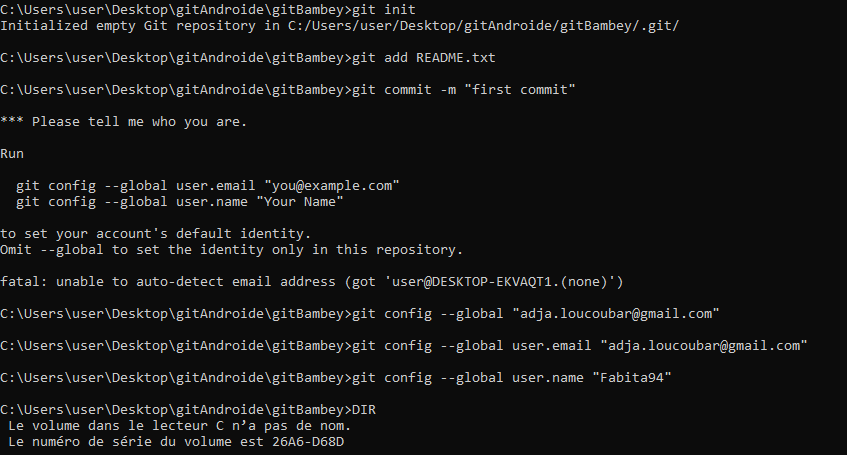 C:\Users\user\Desktop\gitAndroide\gitBambey>git init
Initialized empty Git repository in C:/Users/user/Desktop/gitAndroide/gitBambey/.git/
C:\Users\user\Desktop\gitAndroide\gitBambey>git add README.txt
C:\Users\user\Desktop\gitAndroide\gitBambey>git commit -m "first commit"
*** Please tell me who you are.
Run
git config --global user.email "you@example.com"
git config --global user.name "Your Name"
to set your account's default identity.
Omit --global to set the identity only in this repository.
fatal: unable to auto-detect email address (got 'user@DESKTOP-EKVAQT1.(none)')
C:\Users\user\Desktop\gitAndroide\gitBambey>git config --global "adja.loucoubar@gmail.com"
C:\Users\user\Desktop\gitAndroide\gitBambey>git config --global user.email "adja.loucoubar@gmail.com"
C:\Users\user\Desktop\gitAndroide\gitBambey>git config --global user.name "Fabita94"
C:\Users\user\Desktop\gitAndroide\gitBambey>DIR
Le volume dans le lecteur C n’a pas de nom.
Le numéro de série du volume est 26A6-D68D